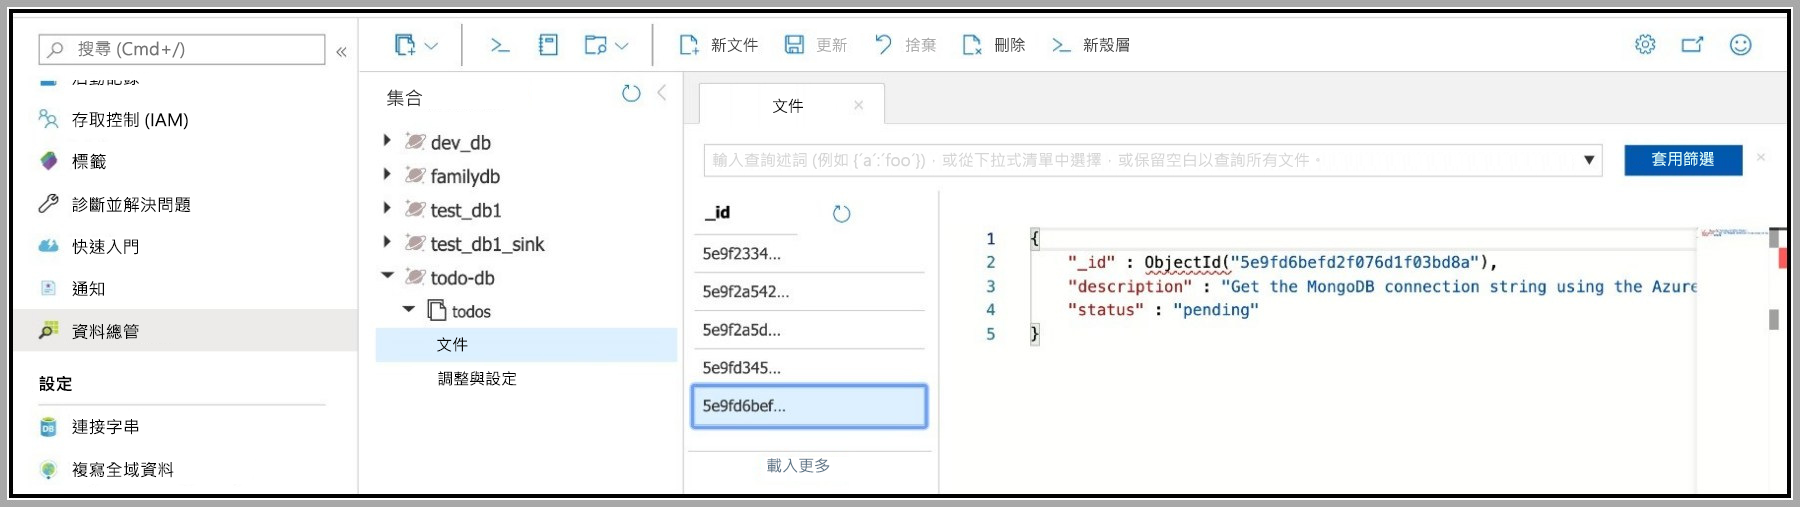 搜尋 (Cmd+/)
«
新文件
更新
捨棄
刪除
新殼層
存取控制 (IAM)
標籤
診斷並解決問題
快速入門
通知
資料總管
設定
連接字串
複寫全域資料
集合
dev_db
familydb
test_db1
test_db1_sink
todo-db
todos
文件
調整與設定
文件
輸入查詢述詞 (例如 {´a´:´foo´})，或從下拉式清單中選擇，或保留空白以查詢所有文件。
套用篩選
_id
5e9f2334...
5e9f2a542...
5e9f2a5d...
5e9fd345...
5e9fd6bef...
載入更多
1 {
2 "_id" : ObjectId("5e9fd6befd2f076d1f03bd8a"),
3 "description" : "Get the MongoDB connection string using the Azure
4 "status" : "pending"
5 }